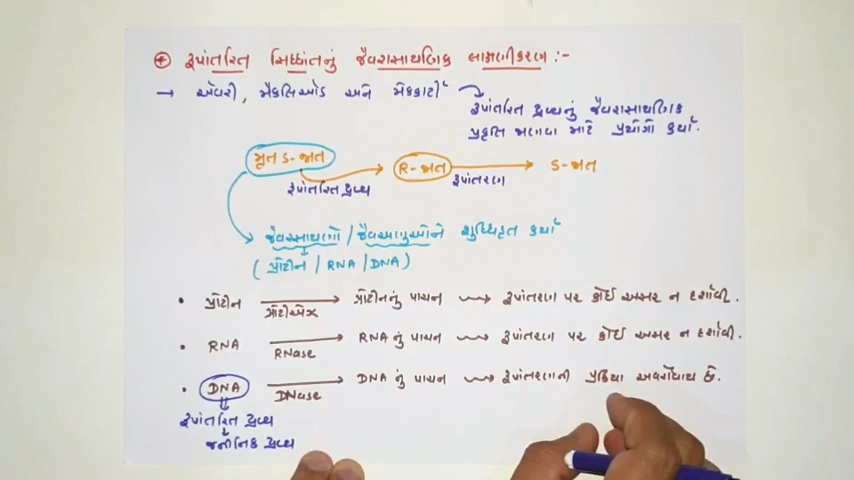 રૂપાંતરિત સિદ્ધાંતનું જૈવરાસાયણિક લાક્ષણીકરણ :-
→ એવરી, મૈકલિઓડ અને મેકકાર્ટી
રૂપાંતરિત દ્રવ્યનું જૈવરાસાયણિક
પ્રકૃતિ જાણવા માટે પ્રયોગો કર્યાં.
મૃત S-જાત → R-જાત → S-જાત
રૂપાંતરિત દ્રવ્ય રૂપાંતરણ
જૈવરસાયણો / જૈવઅણુઓને શુધ્ધિકૃત કર્યાં
(પ્રોટીન / RNA / DNA)
• પ્રોટીન → પ્રોટીનનું પાચન → રૂપાંતરણ પર કોઈ અસર ન દર્શાવી.
પ્રોટીએઝ
• RNA → RNA નું પાચન → રૂપાંતરણ પર કોઈ અસર ન દર્શાવી.
RNase
• DNA → DNA નું પાચન → રૂપાંતરણની પ્રક્રિયા અવરોધાય છે.
DNase
રૂપાંતરિત દ્રવ્ય
જનીનિક દ્રવ્ય